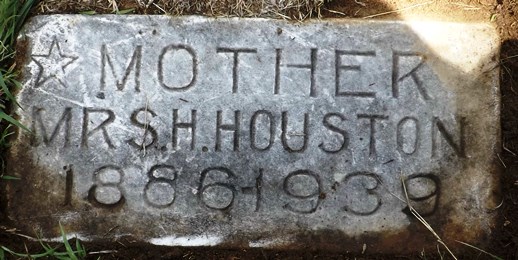 MOTHER
MRS. H. HOUSTON
1886-1939